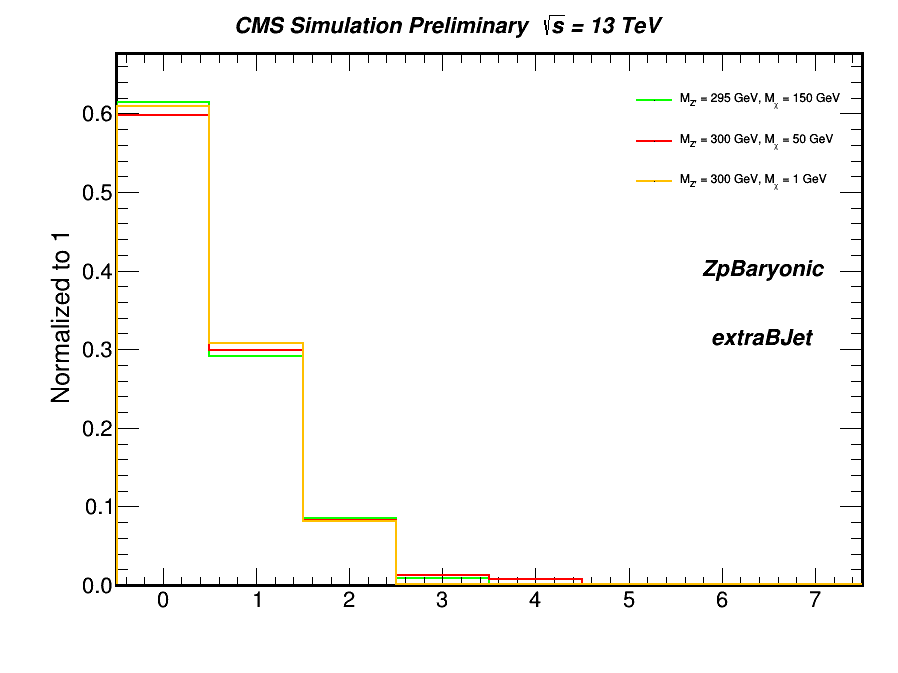 CMS Simulation Preliminary √s = 13 TeV
Normalized to 1
0.6
0.5
0.4
0.3
0.2
0.1
0.0
0 1 2 3 4 5 6 7
M_Z' = 295 GeV, M_χ = 150 GeV
M_Z' = 300 GeV, M_χ = 50 GeV
M_Z' = 300 GeV, M_χ = 1 GeV
ZpBaryonic
extraBJet